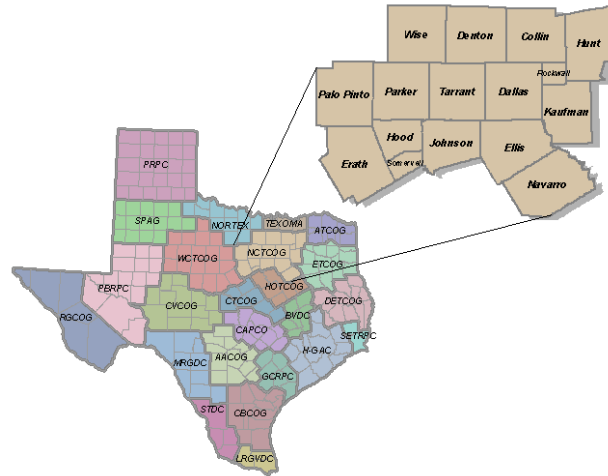 Wise
Denton
Collin
Hunt
Rockwall
Palo Pinto
Parker
Tarrant
Dallas
Kaufman
Hood
Johnson
Ellis
Erath
Somervell
Navarro
PRPC
SPAG
NORTEX
TEXOMA
ATCOG
WCTCOG
NCTCOG
ETCOG
PBRPC
HOTCOG
RGCOG
CVCOG
CTCOG
BVDC
DETCOG
CAPCO
SETRPC
MRGDC
AACOG
H-GAC
GCRPC
STDC
CBCOG
LRGVDC